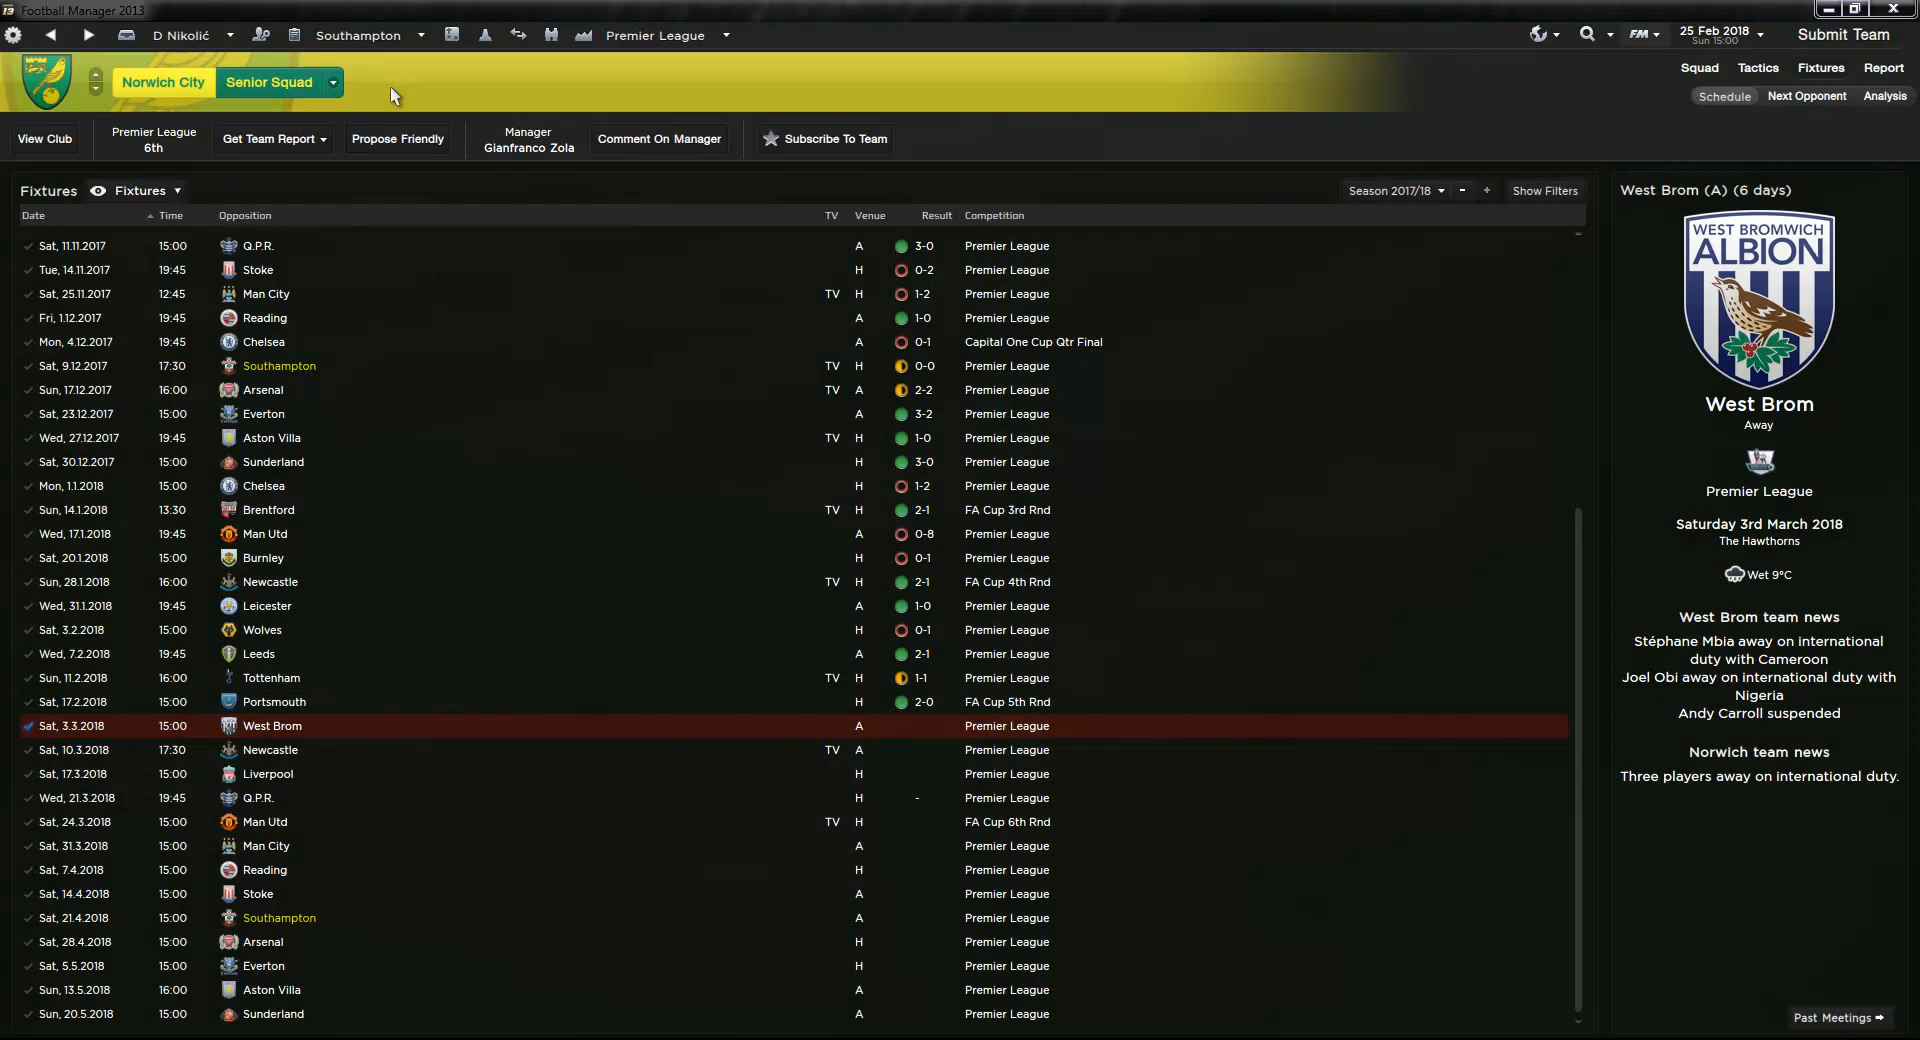 Football Manager 2013
D Nikolić Southampton Premier League FM 25 Feb 2018 Submit Team
Sun 15:00
Norwich City Senior Squad
Squad Tactics Fixtures Report
Schedule Next Opponent Analysis
View Club Premier League 6th Get Team Report Propose Friendly Manager Gianfranco Zola Comment On Manager Subscribe To Team
Fixtures Fixtures Season 2017/18 - + Show Filters
Date Time Opposition TV Venue Result Competition
Sat, 11.11.2017 15:00 Q.P.R. A 3-0 Premier League
Tue, 14.11.2017 19:45 Stoke H 0-2 Premier League
Sat, 25.11.2017 12:45 Man City TV H 1-2 Premier League
Fri, 1.12.2017 19:45 Reading A 1-0 Premier League
Mon, 4.12.2017 19:45 Chelsea A 0-1 Capital One Cup Qtr Final
Sat, 9.12.2017 17:30 Southampton TV H 0-0 Premier League
Sun, 17.12.2017 16:00 Arsenal TV A 2-2 Premier League
Sat, 23.12.2017 15:00 Everton A 3-2 Premier League
Wed, 27.12.2017 19:45 Aston Villa TV H 1-0 Premier League
Sat, 30.12.2017 15:00 Sunderland H 3-0 Premier League
Mon, 1.1.2018 15:00 Chelsea H 1-2 Premier League
Sun, 14.1.2018 13:30 Brentford TV H 2-1 FA Cup 3rd Rnd
Wed, 17.1.2018 19:45 Man Utd A 0-8 Premier League
Sat, 20.1.2018 15:00 Burnley H 0-1 Premier League
Sun, 28.1.2018 16:00 Newcastle TV H 2-1 FA Cup 4th Rnd
Wed, 31.1.2018 19:45 Leicester A 1-0 Premier League
Sat, 3.2.2018 15:00 Wolves H 0-1 Premier League
Wed, 7.2.2018 19:45 Leeds A 2-1 Premier League
Sun, 11.2.2018 16:00 Tottenham TV H 1-1 Premier League
Sat, 17.2.2018 15:00 Portsmouth H 2-0 FA Cup 5th Rnd
Sat, 3.3.2018 15:00 West Brom A Premier League
Sat, 10.3.2018 17:30 Newcastle TV A Premier League
Sat, 17.3.2018 15:00 Liverpool H Premier League
Wed, 21.3.2018 19:45 Q.P.R. H - Premier League
Sat, 24.3.2018 15:00 Man Utd TV H FA Cup 6th Rnd
Sat, 31.3.2018 15:00 Man City A Premier League
Sat, 7.4.2018 15:00 Reading H Premier League
Sat, 14.4.2018 15:00 Stoke A Premier League
Sat, 21.4.2018 15:00 Southampton A Premier League
Sat, 28.4.2018 15:00 Arsenal H Premier League
Sat, 5.5.2018 15:00 Everton H Premier League
Sun, 13.5.2018 16:00 Aston Villa A Premier League
Sun, 20.5.2018 15:00 Sunderland A Premier League
West Brom (A) (6 days)
WEST BROMWICH
ALBION
West Brom
Away
Premier League
Saturday 3rd March 2018
The Hawthorns
Wet 9°C
West Brom team news
Stéphane Mbia away on international
duty with Cameroon
Joel Obi away on international duty with
Nigeria
Andy Carroll suspended
Norwich team news
Three players away on international duty.
Past Meetings